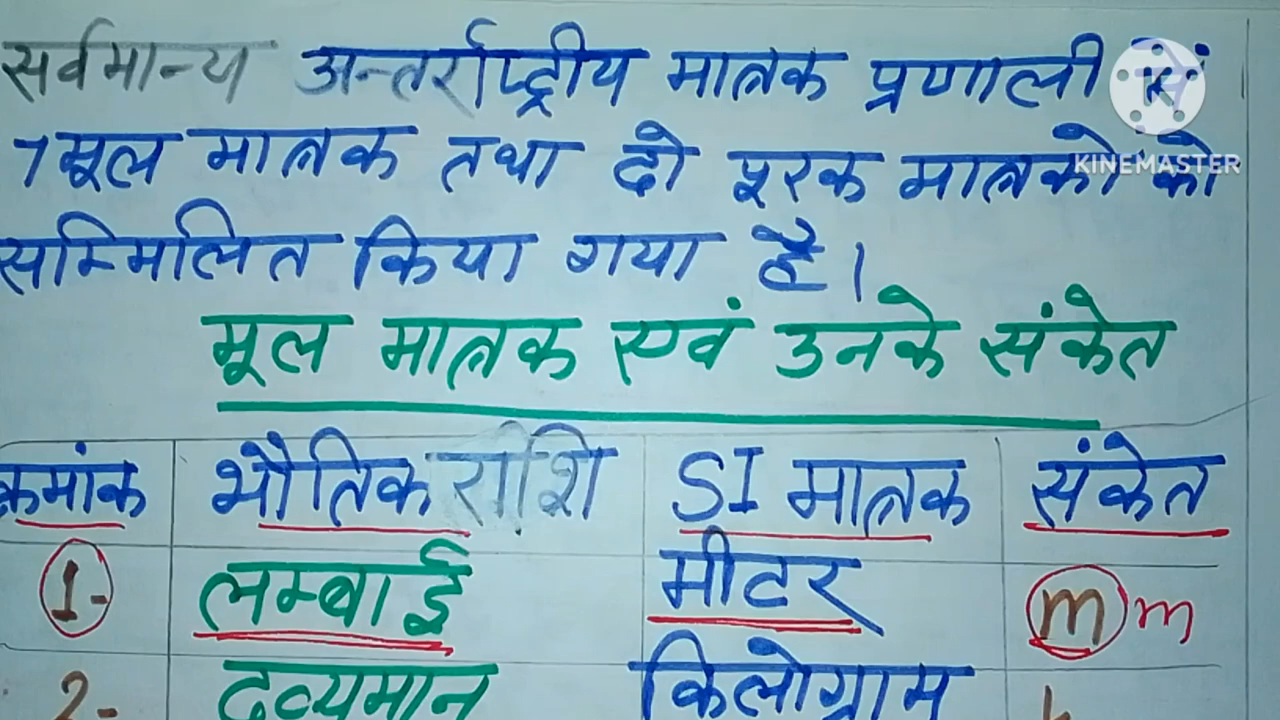 सर्वमान्य अन्तर्राष्ट्रीय मात्रक प्रणाली में
7 मूल मात्रक तथा दो पूरक मात्रको को
सम्मिलित किया गया है।
मूल मात्रक एवं उनके संकेत
क्रमांक भौतिक राशि SI मात्रक संकेत
1- लम्बाई मीटर m m
2- द्रव्यमान किलोग्राम
KINEMASTER